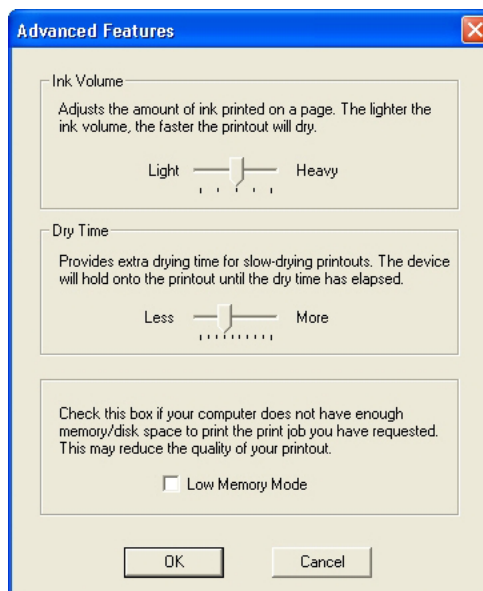 Advanced Features
Ink Volume
Adjusts the amount of ink printed on a page. The lighter the
ink volume, the faster the printout will dry.
Light Heavy
Dry Time
Provides extra drying time for slow-drying printouts. The device
will hold onto the printout until the dry time has elapsed.
Less More
Check this box if your computer does not have enough
memory/disk space to print the print job you have requested.
This may reduce the quality of your printout.
Low Memory Mode
OK Cancel